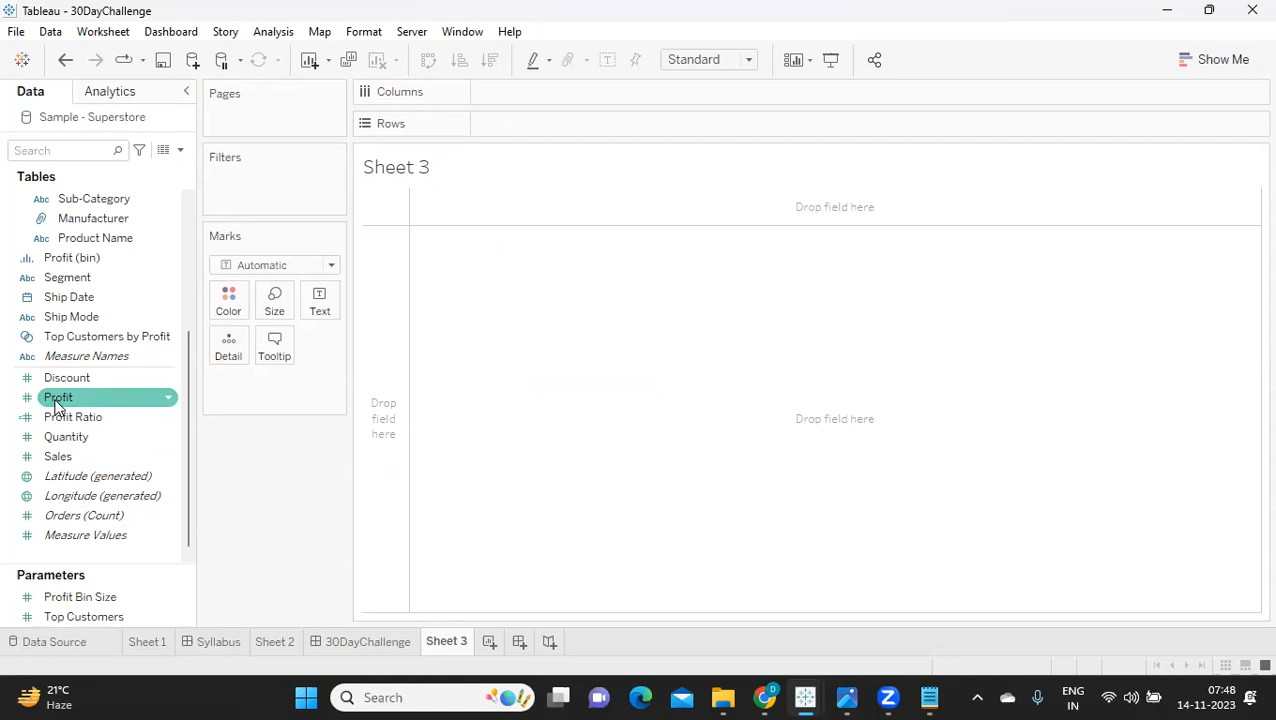 Tableau - 30DayChallenge
File Data Worksheet Dashboard Story Analysis Map Format Server Window Help
Standard
Show Me
Data Analytics
Sample - Superstore
Search
Tables
Abc Sub-Category
Manufacturer
Abc Product Name
Profit (bin)
Abc Segment
Ship Date
Abc Ship Mode
Top Customers by Profit
Abc Measure Names
# Discount
# Profit
=# Profit Ratio
# Quantity
# Sales
Latitude (generated)
Longitude (generated)
# Orders (Count)
# Measure Values
Parameters
# Profit Bin Size
# Top Customers
Pages
Filters
Marks
Automatic
Color Size Text
Detail Tooltip
Columns
Rows
Sheet 3
Drop field here
Drop
field
here
Drop field here
Data Source Sheet 1 Syllabus Sheet 2 30DayChallenge Sheet 3
21°C
Haze
Search
ENG
IN
07:48
14-11-2023